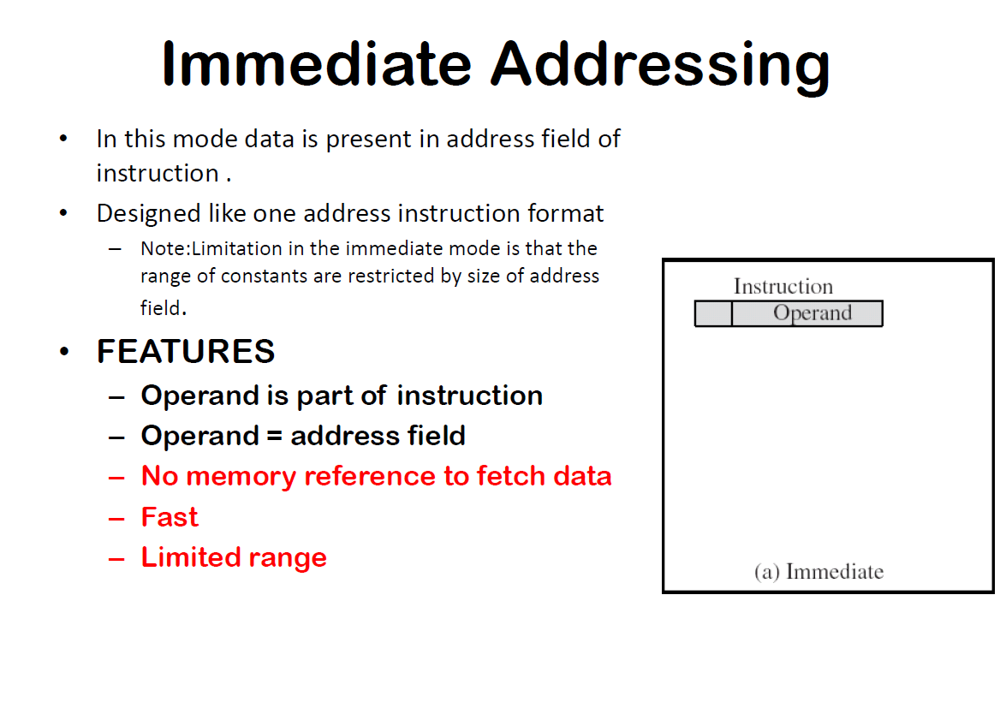 Immediate Addressing
• In this mode data is present in address field of
instruction .
• Designed like one address instruction format
– Note:Limitation in the immediate mode is that the
range of constants are restricted by size of address
field.
• FEATURES
– Operand is part of instruction
– Operand = address field
– No memory reference to fetch data
– Fast
– Limited range
Instruction
Operand
(a) Immediate